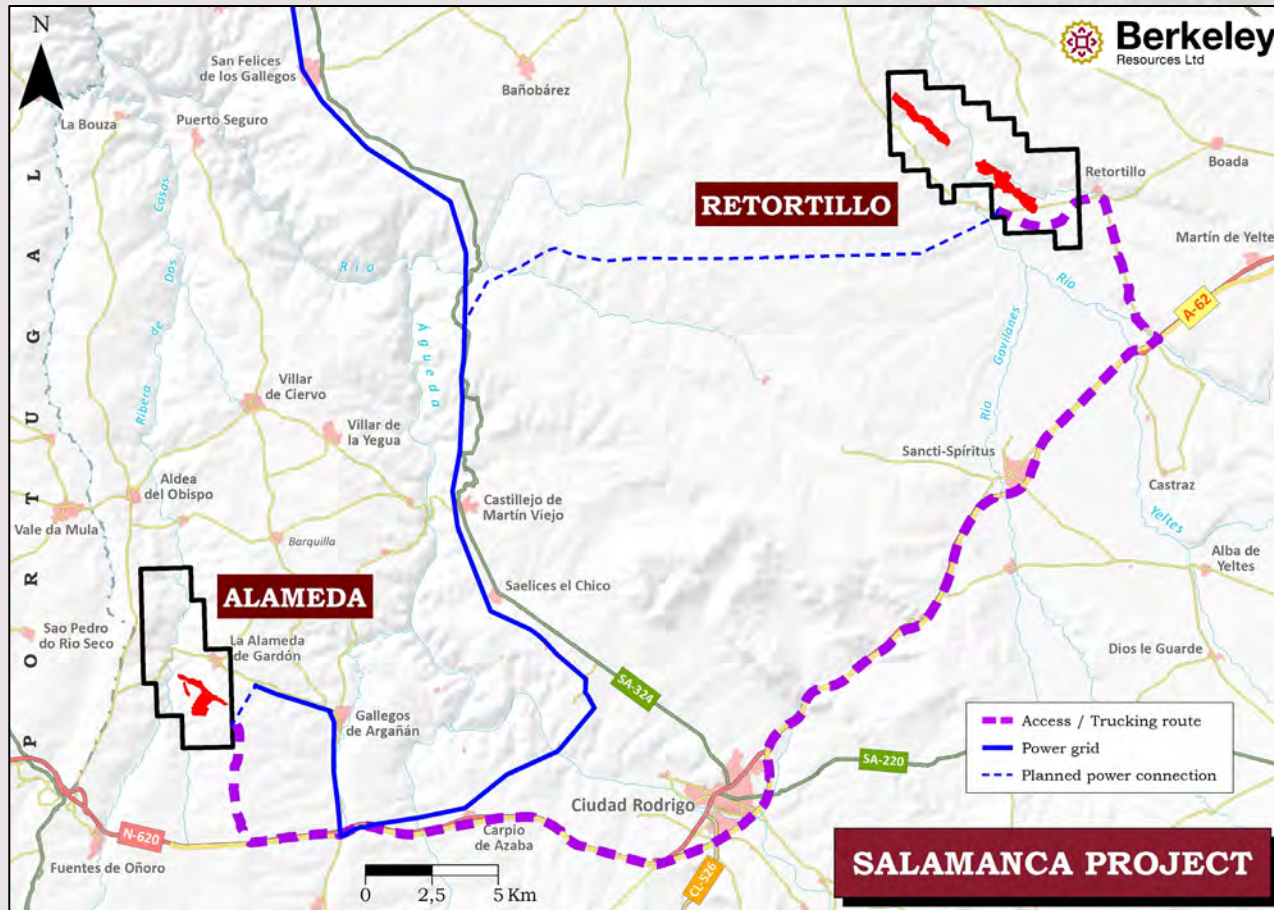 N
Berkeley
Resources Ltd
San Felices
de los Gallegos
Bañobárez
La Bouza
Puerto Seguro
Boada
Retortillo
RETORTILLO
Martín de Yelte
Casas
Dos
de
Ribera
Río
Águeda
Río
A-62
Río Gavilanes
PORTUGAL
Villar
de Ciervo
Villar de
la Yegua
Sancti-Spíritus
Castraz
Aldea
del Obispo
Vale da Mula
Castillejo de
Martín Viejo
Barquilla
Yeltes
Alba de
Yeltes
ALAMEDA
Saelices el Chico
Sao Pedro
do Rio Seco
La Alameda
de Gardón
Dios le Guarde
SA-324
Gallegos
de Argañán
Access / Trucking route
Power grid
Planned power connection
SA-220
Ciudad Rodrigo
N-620
Carpio
de Azaba
Fuentes de Oñoro
CL-526
0 2,5 5 Km
SALAMANCA PROJECT